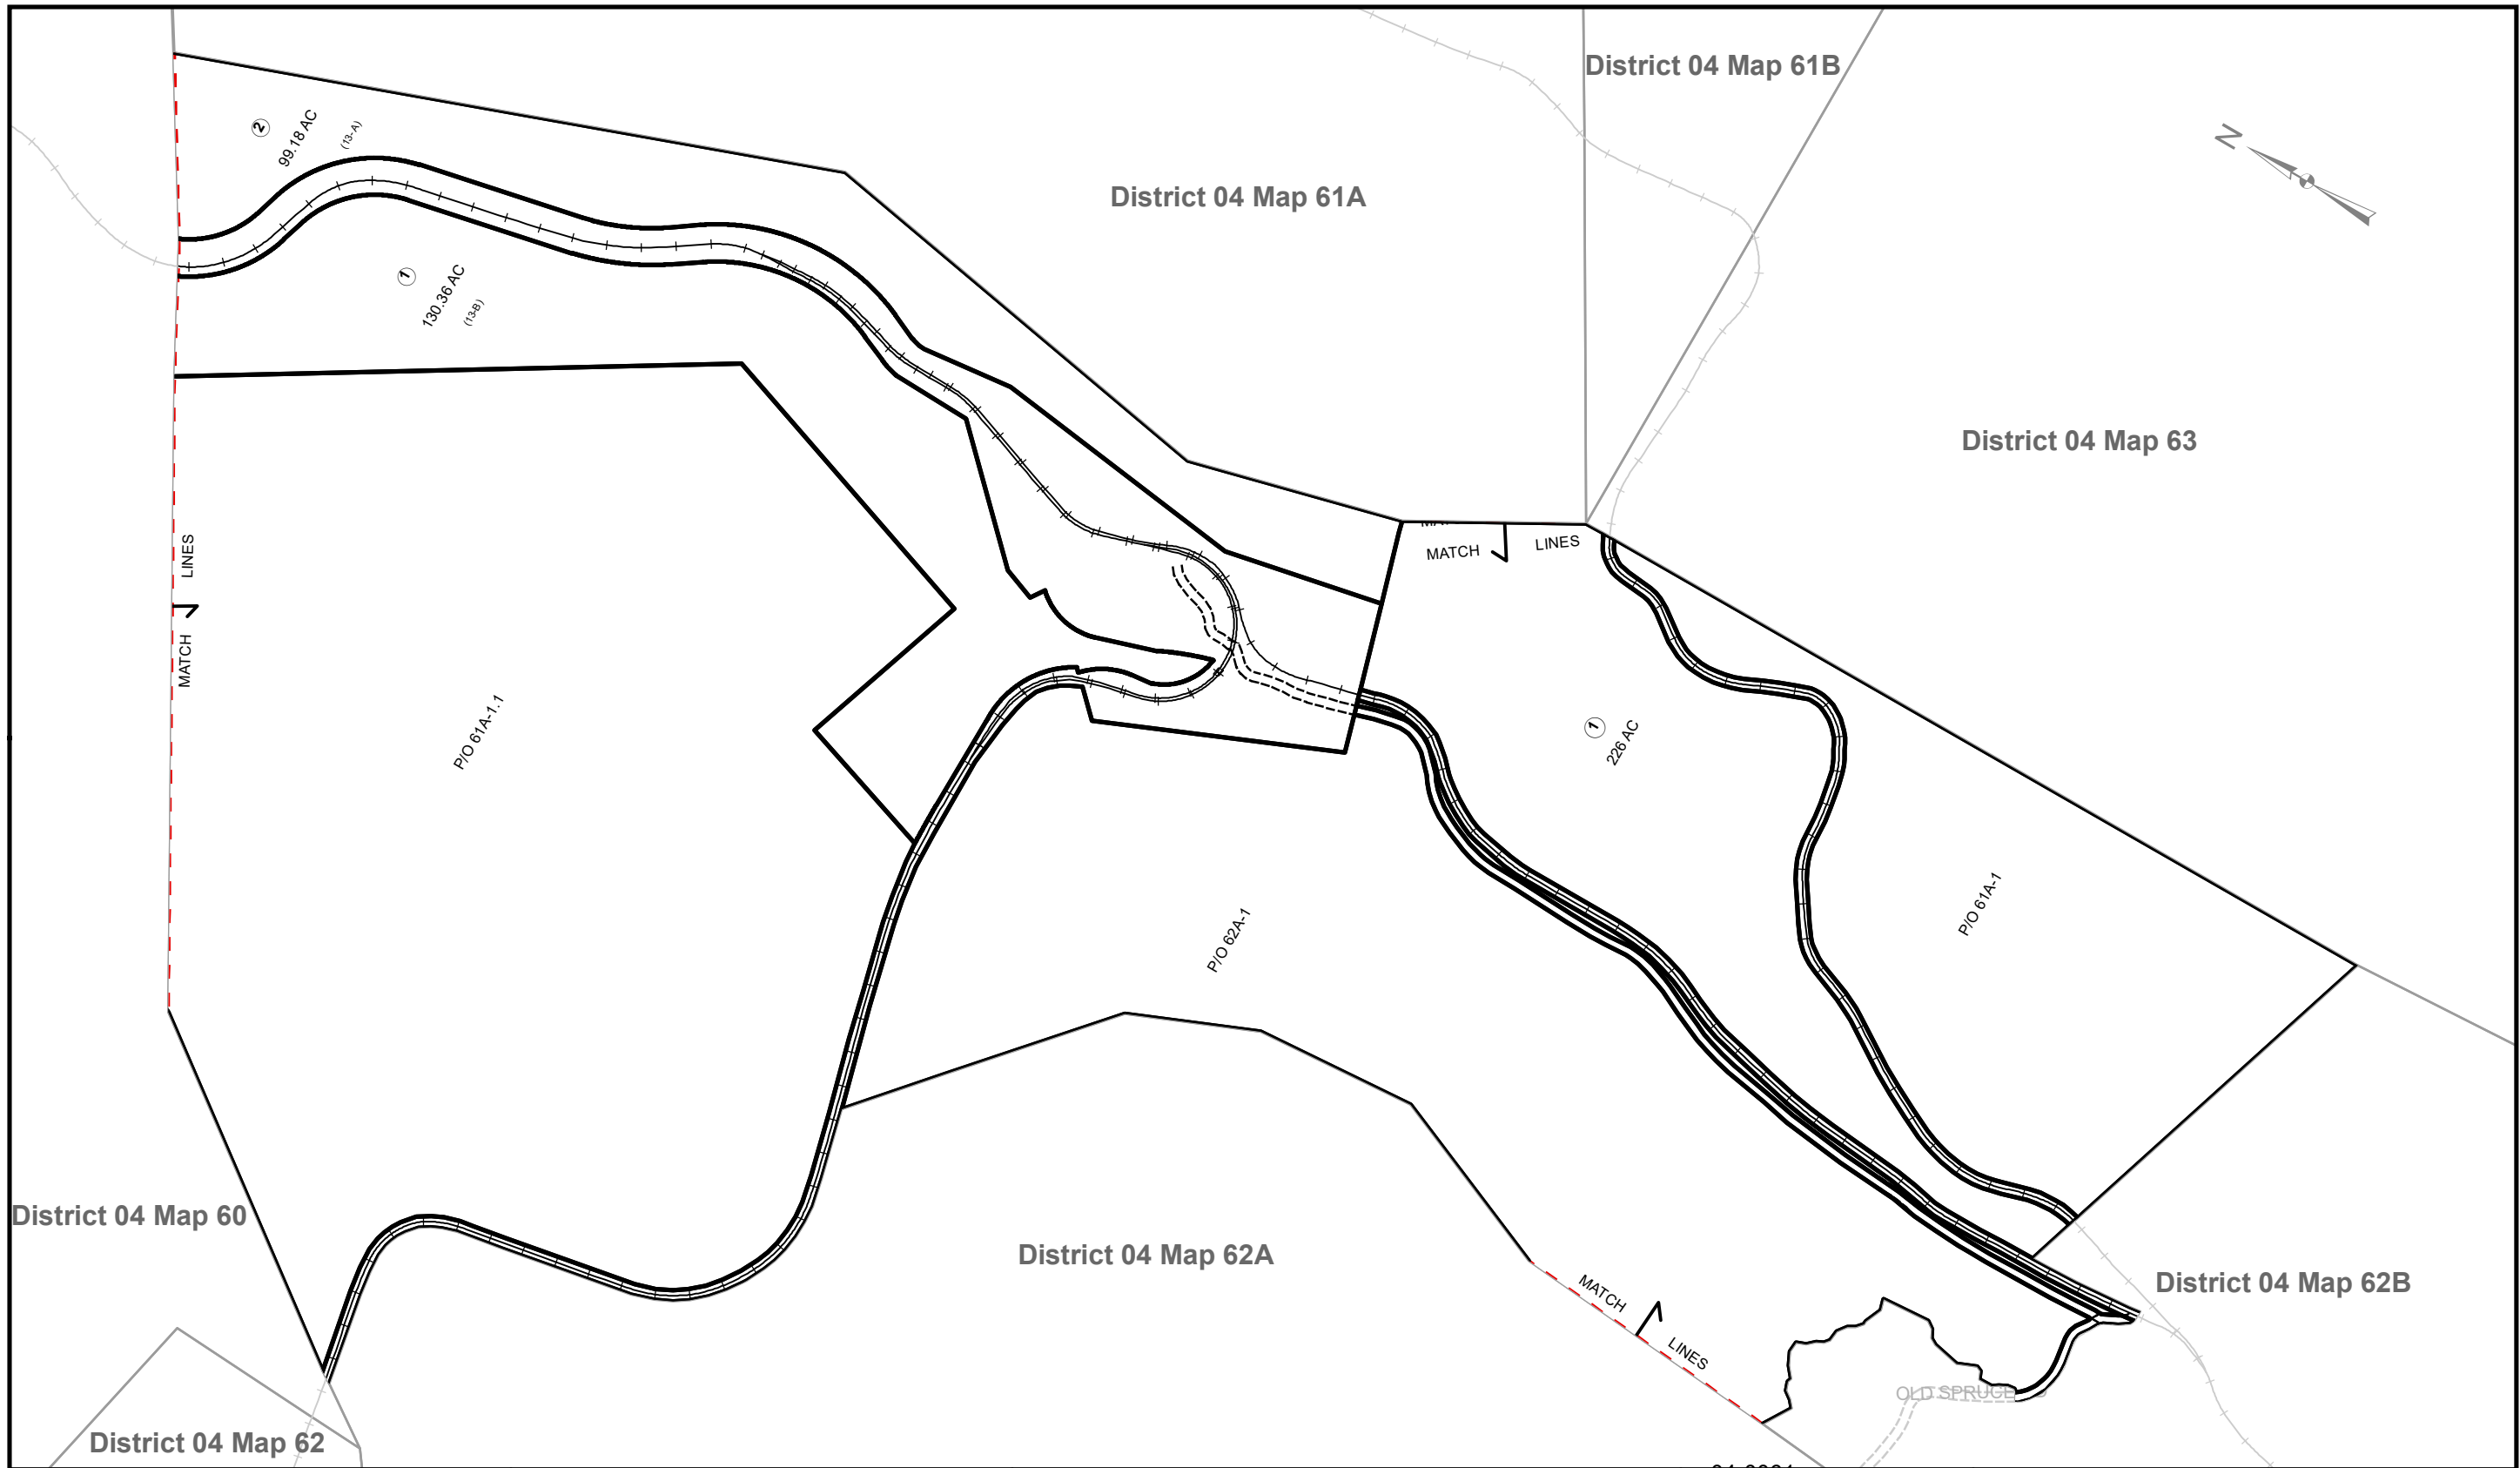 District 04 Map 61B
N
2
99.18 AC
(13-A)
District 04 Map 61A
1
130.36 AC
(13-B)
District 04 Map 63
MATCH LINES
MATCH LINES
P/O 61A-1.1
1
226 AC
P/O 61A-1
P/O 62A-1
District 04 Map 60
District 04 Map 62A
District 04 Map 62B
MATCH LINES
OLD SPRUCE
District 04 Map 62